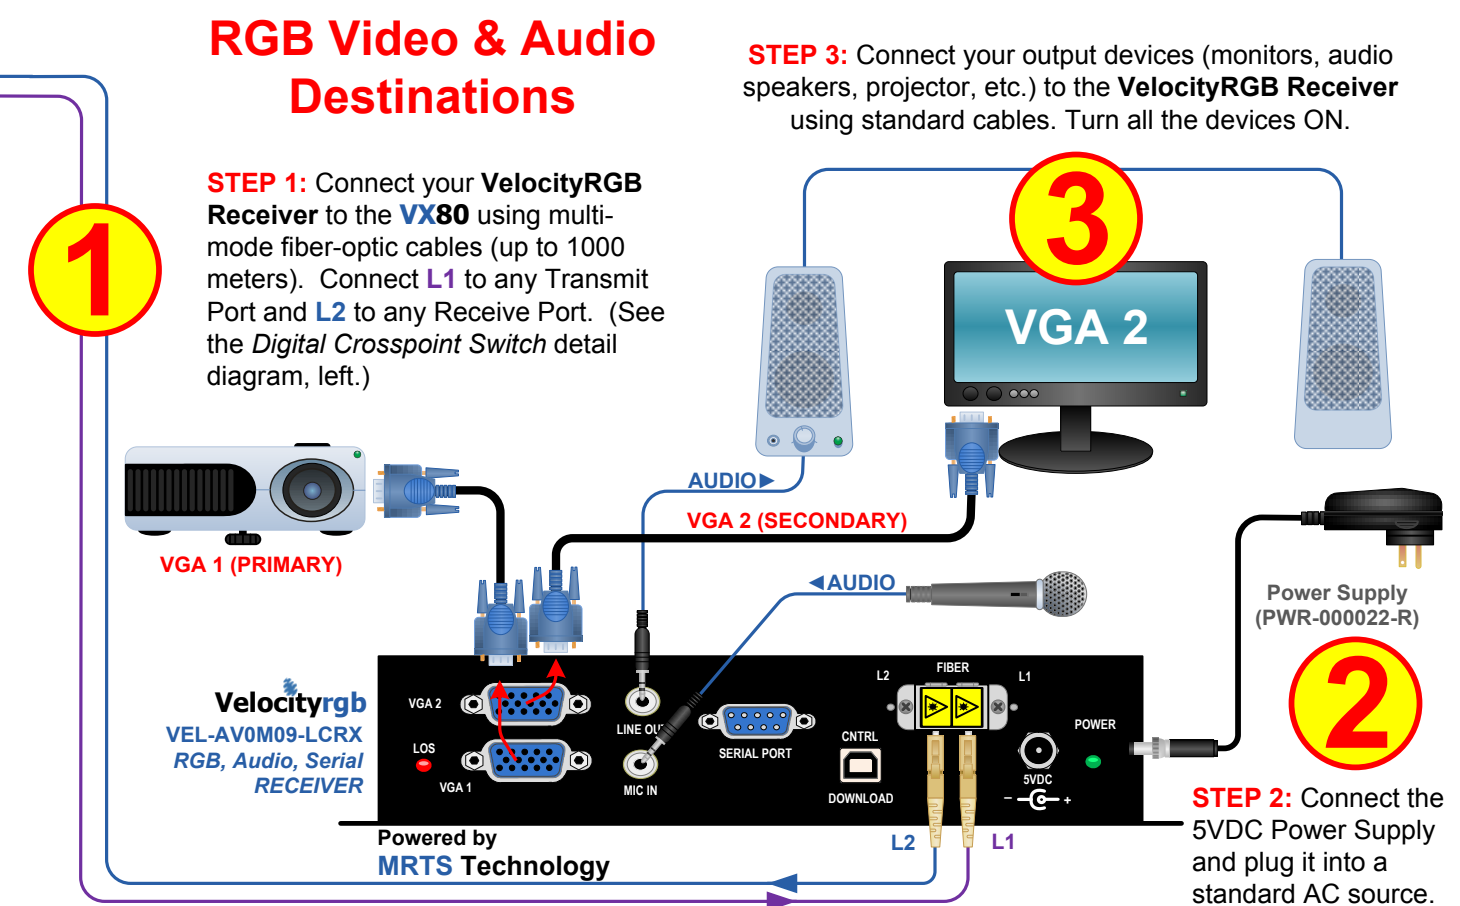 RGB Video & Audio
Destinations
STEP 3: Connect your output devices (monitors, audio
speakers, projector, etc.) to the VelocityRGB Receiver
using standard cables. Turn all the devices ON.
STEP 1: Connect your VelocityRGB
Receiver to the VX80 using multi-
mode fiber-optic cables (up to 1000
meters). Connect L1 to any Transmit
Port and L2 to any Receive Port. (See
the Digital Crosspoint Switch detail
diagram, left.)
1
3
VGA 2
AUDIO►
VGA 2 (SECONDARY)
VGA 1 (PRIMARY)
◄AUDIO
Power Supply
(PWR-000022-R)
2
Velocityrgb
VEL-AV0M09-LCRX
RGB, Audio, Serial
RECEIVER
VGA 2
LOS
VGA 1
LINE OUT
MIC IN
SERIAL PORT
CNTRL
DOWNLOAD
L2
FIBER
L1
5VDC
– +
POWER
STEP 2: Connect the
5VDC Power Supply
and plug it into a
standard AC source.
L2
L1
Powered by
MRTS Technology